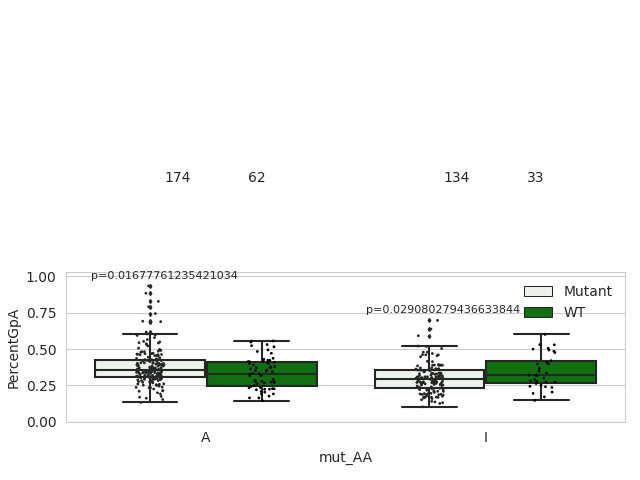 174 62 134 33
p=0.01677761235421034
p=0.029080279436633844
Mutant
WT
PercentGpA
1.00
0.75
0.50
0.25
0.00
A I
mut_AA